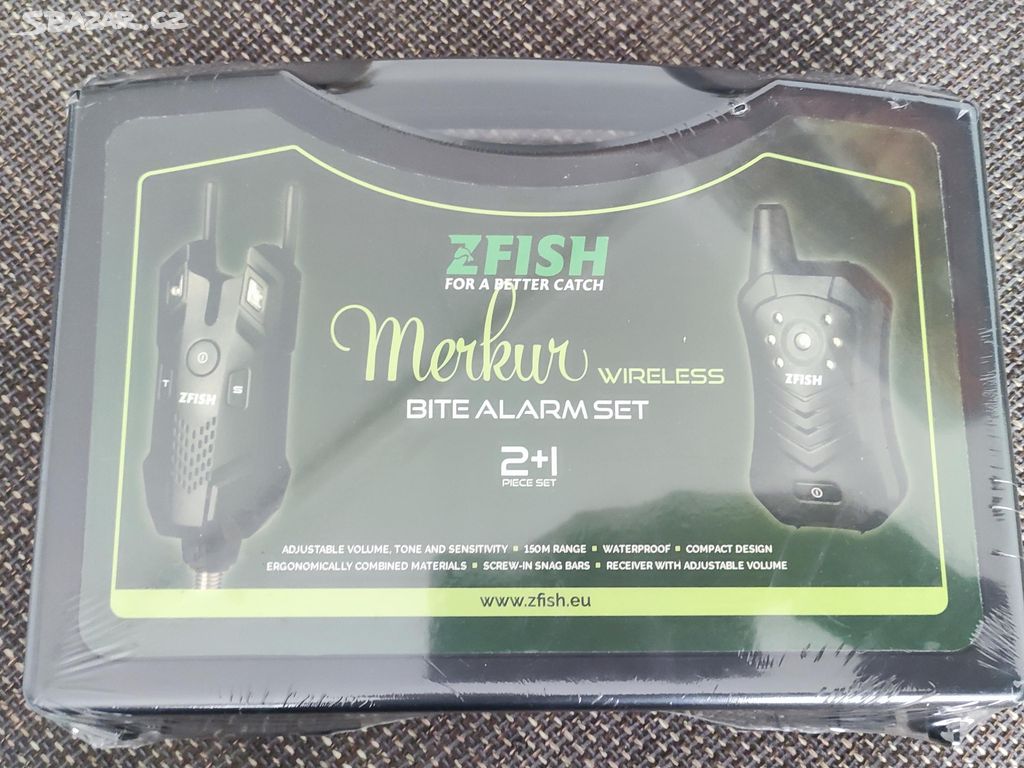 SBAZAR.CZ
ZFISH
FOR A BETTER CATCH
Merkur WIRELESS
BITE ALARM SET
2+1
PIECE SET
T
S
ZFISH
ZFISH
ADJUSTABLE VOLUME, TONE AND SENSITIVITY ▪ 150M RANGE ▪ WATERPROOF ▪ COMPACT DESIGN
ERGONOMICALLY COMBINED MATERIALS ▪ SCREW-IN SNAG BARS ▪ RECEIVER WITH ADJUSTABLE VOLUME
www.zfish.eu